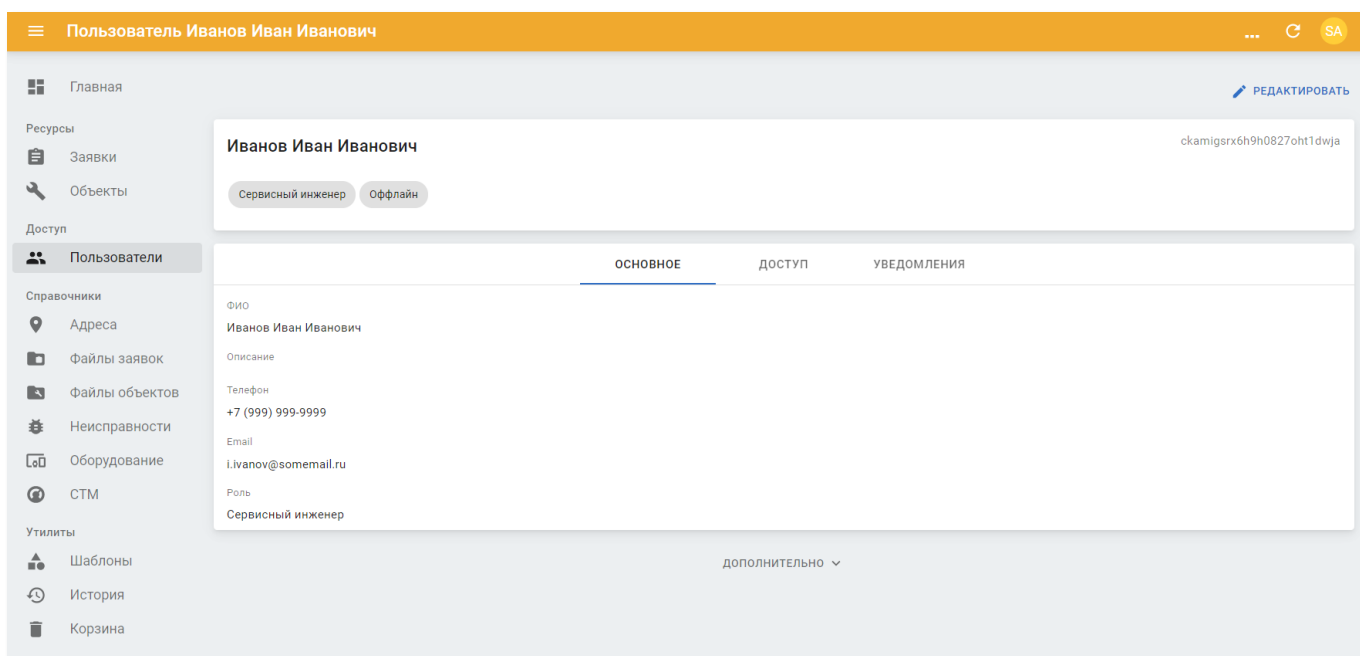 Пользователь Иванов Иван Иванович
...
SA
Главная
РЕДАКТИРОВАТЬ
Ресурсы
Заявки
Объекты
Доступ
Пользователи
Справочники
Адреса
Файлы заявок
Файлы объектов
Неисправности
Оборудование
СТМ
Утилиты
Шаблоны
История
Корзина
Иванов Иван Иванович
ckamigsrx6h9h0827oht1dwja
Сервисный инженер
Оффлайн
ОСНОВНОЕ
ДОСТУП
УВЕДОМЛЕНИЯ
ФИО
Иванов Иван Иванович
Описание
Телефон
+7 (999) 999-9999
Email
i.ivanov@somemail.ru
Роль
Сервисный инженер
ДОПОЛНИТЕЛЬНО